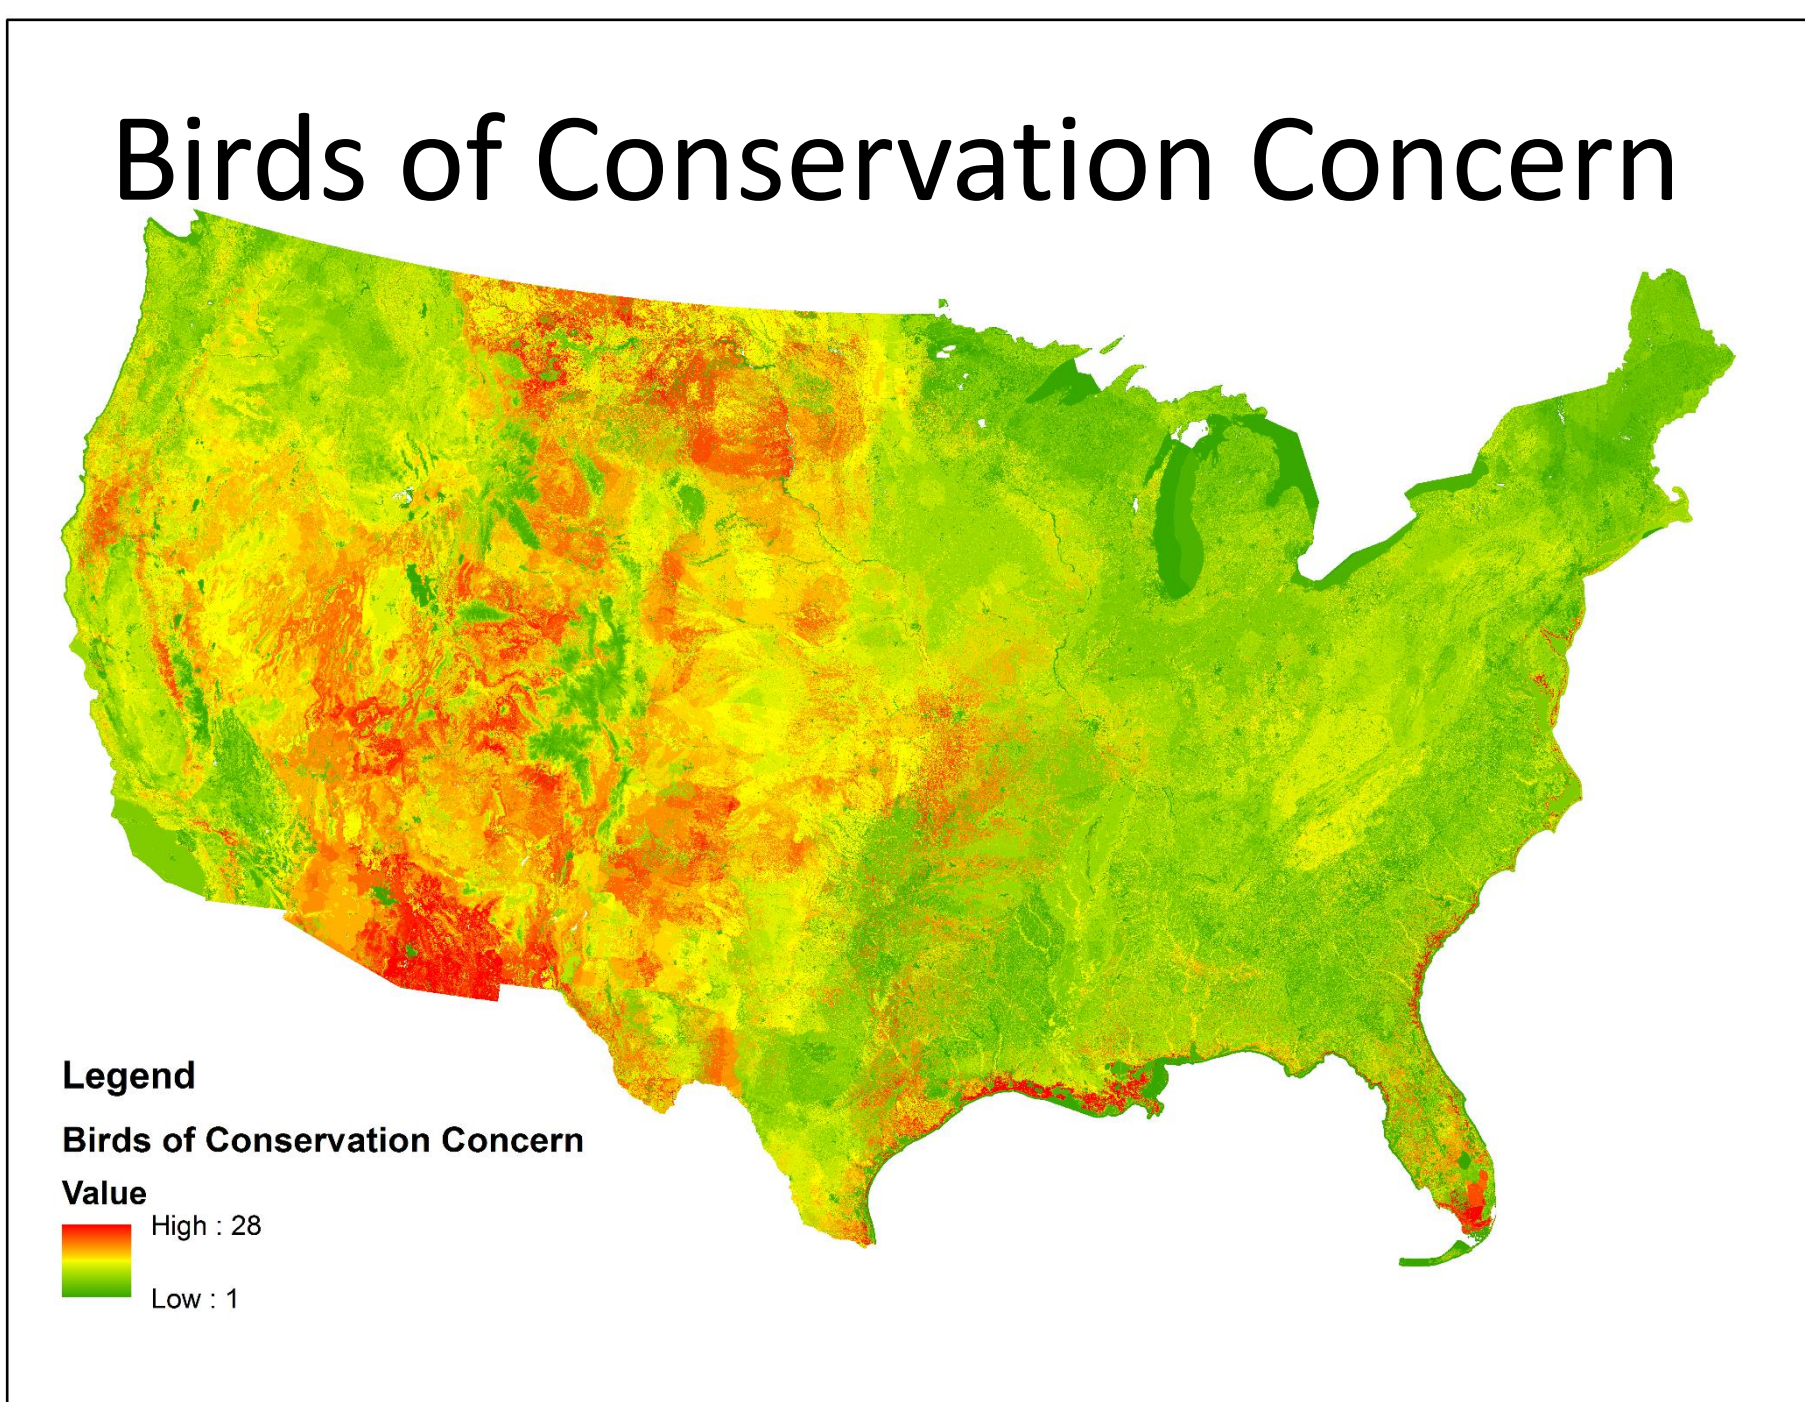 Birds of Conservation Concern
Legend
Birds of Conservation Concern
Value
High : 28
Low : 1